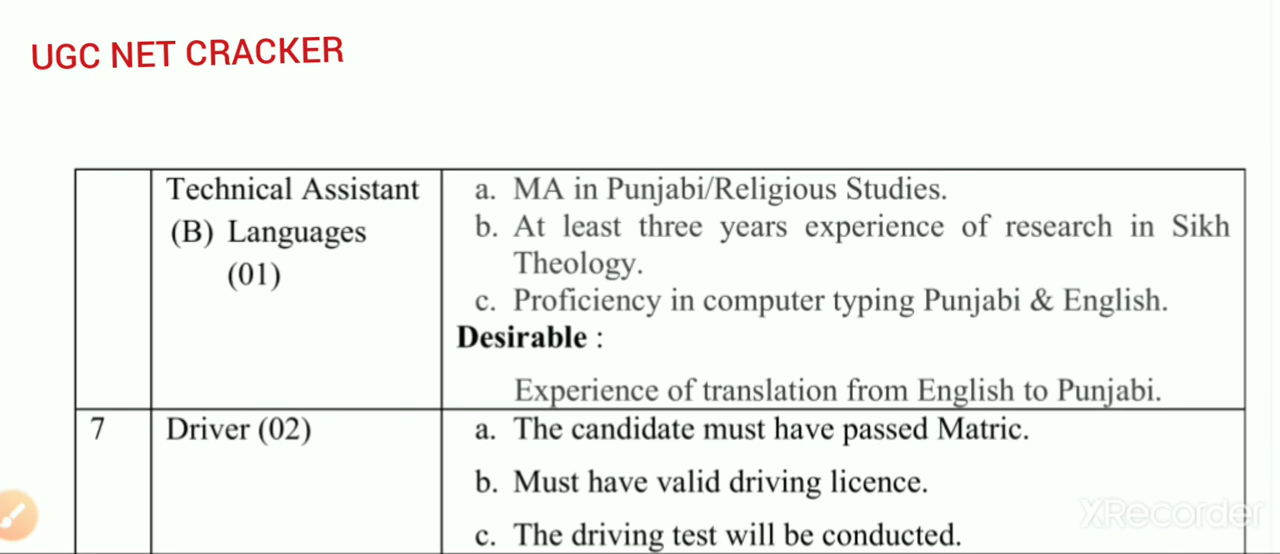 UGC NET CRACKER
Technical Assistant
(B) Languages
(01)
a. MA in Punjabi/Religious Studies.
b. At least three years experience of research in Sikh
Theology.
c. Proficiency in computer typing Punjabi & English.
Desirable :
Experience of translation from English to Punjabi.
7
Driver (02)
a. The candidate must have passed Matric.
b. Must have valid driving licence.
c. The driving test will be conducted.
XRecorder